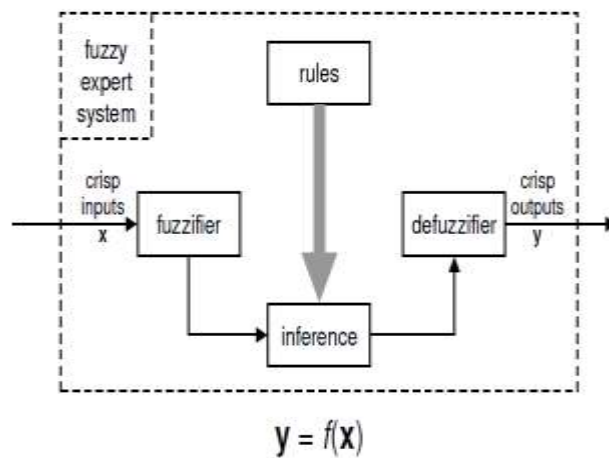 fuzzy
expert
system
rules
crisp
inputs
x
fuzzifier
defuzzifier
crisp
outputs
y
inference
y = f(x)